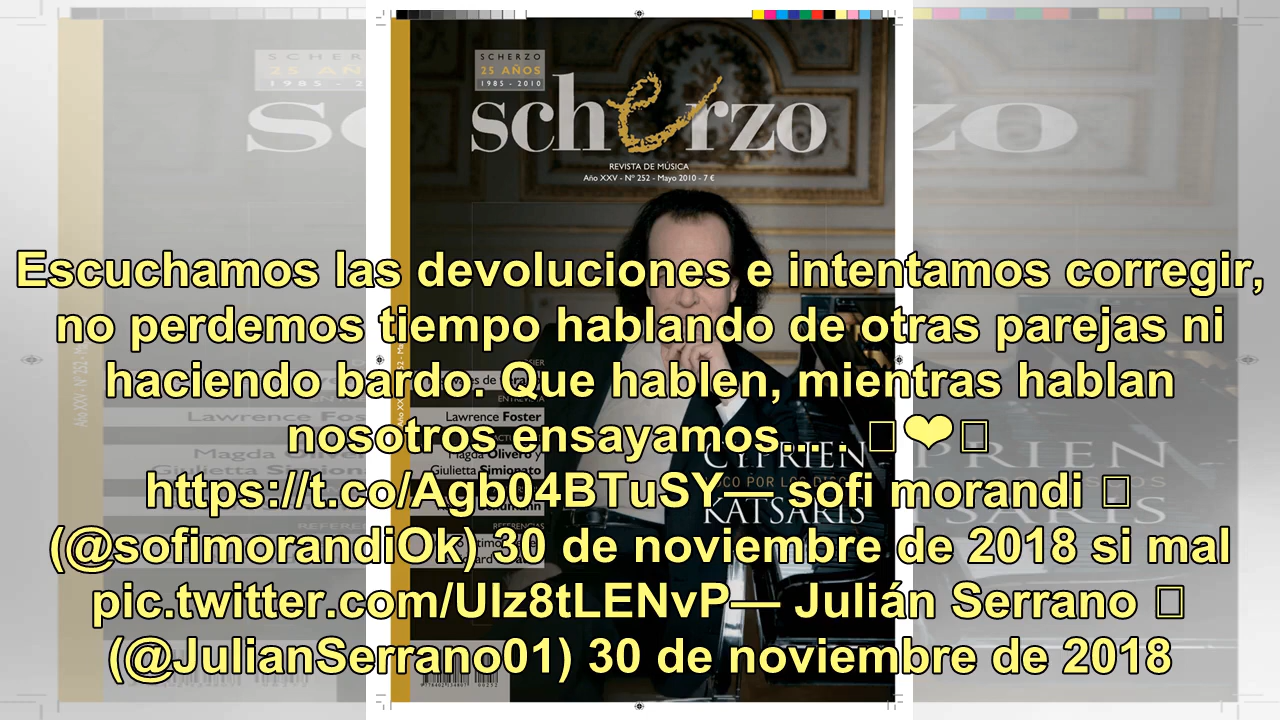 SCHERZO
25 AÑOS
1985 - 2010
scherzo
REVISTA DE MÚSICA
Año XXV - Nº 252 - Mayo 2010 - 7 €
Escuchamos las devoluciones e intentamos corregir,
no perdemos tiempo hablando de otras parejas ni
haciendo bardo. Que hablen, mientras hablan
nosotros ensayamos... . ❤
https://t.co/Agb04BTuSY— sofi morandi
(@sofimorandiOk) 30 de noviembre de 2018 si mal
pic.twitter.com/UIz8tLENvP— Julián Serrano
(@JulianSerrano01) 30 de noviembre de 2018
Lawrence Foster
Magda Olivero y
Giulietta Simionato
REFERENCIAS
CYPRIEN
KATSARIS